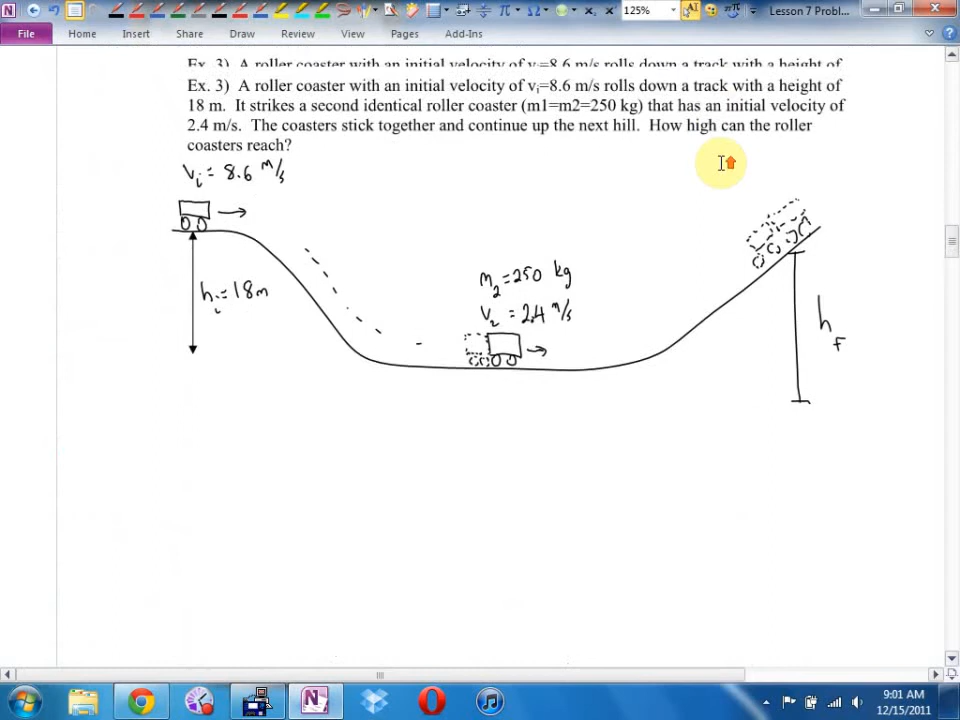 125%
Lesson 7 Probl...
File
Home
Insert
Share
Draw
Review
View
Pages
Add-Ins
Ex. 3) A roller coaster with an initial velocity of vi=8.6 m/s rolls down a track with a height of
Ex. 3) A roller coaster with an initial velocity of vi=8.6 m/s rolls down a track with a height of
18 m. It strikes a second identical roller coaster (m1=m2=250 kg) that has an initial velocity of
2.4 m/s. The coasters stick together and continue up the next hill. How high can the roller
coasters reach?
vi = 8.6 m/s
hi = 18m
m2 = 250 kg
v2 = 2.4 m/s
hF
9:01 AM
12/15/2011